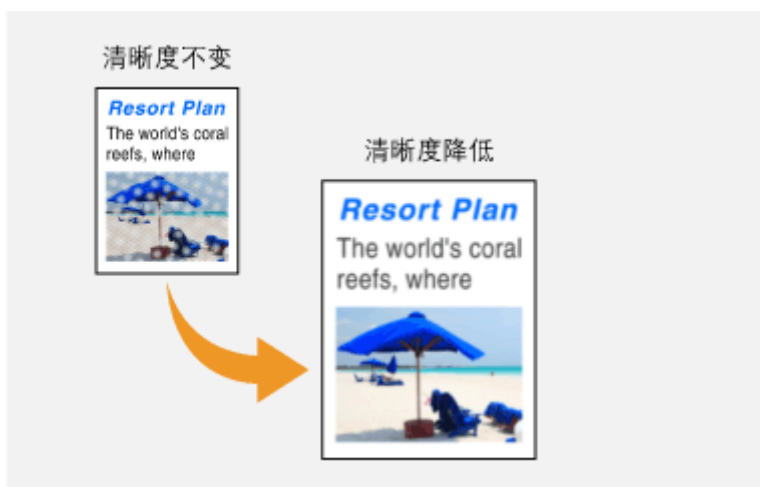 清晰度不变
Resort Plan
The world's coral
reefs, where
清晰度降低
Resort Plan
The world's coral
reefs, where